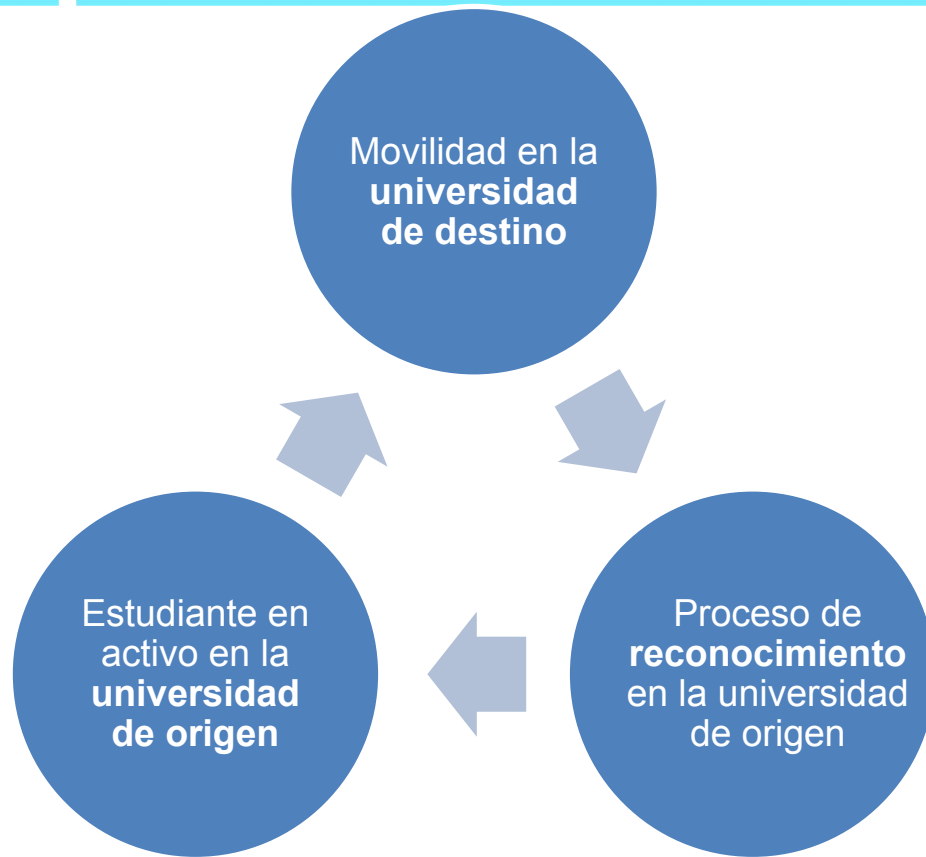 Movilidad en la
universidad
de destino
Estudiante en
activo en la
universidad
de origen
Proceso de
reconocimiento
en la universidad
de origen